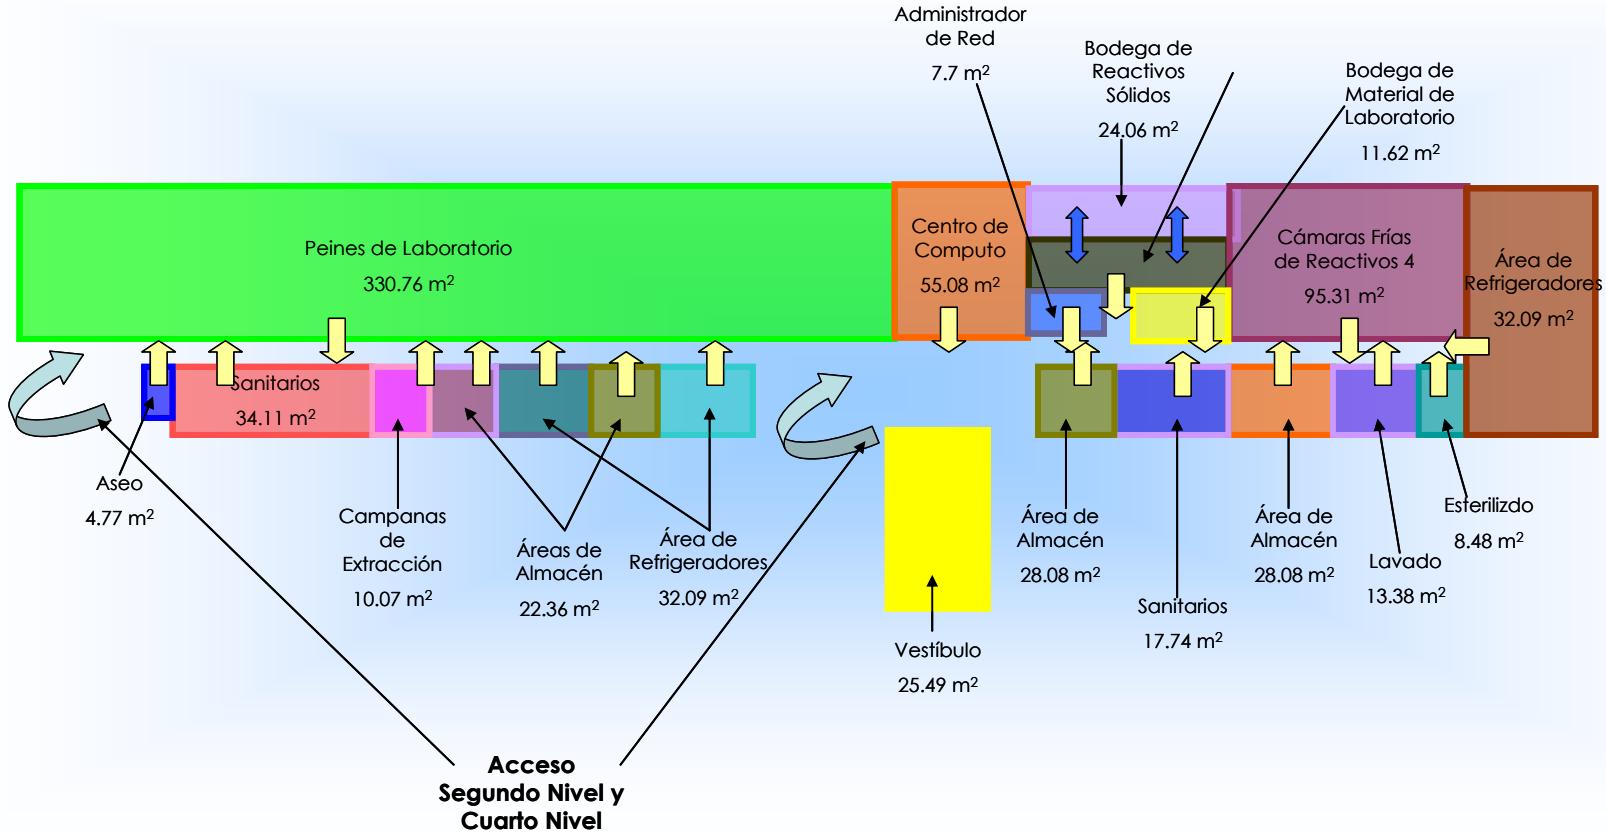 Administrador
de Red
7.7 m²
Bodega de
Reactivos
Sólidos
24.06 m²
Bodega de
Material de
Laboratorio
11.62 m²
Peines de Laboratorio
330.76 m²
Centro de
Computo
55.08 m²
Cámaras Frías
de Reactivos 4
95.31 m²
Área de
Refrigeradores
32.09 m²
Sanitarios
34.11 m²
Aseo
4.77 m²
Campanas
de
Extracción
10.07 m²
Áreas de
Almacén
22.36 m²
Área de
Refrigeradores
32.09 m²
Vestíbulo
25.49 m²
Área de
Almacén
28.08 m²
Sanitarios
17.74 m²
Área de
Almacén
28.08 m²
Lavado
13.38 m²
Esterilizdo
8.48 m²
Acceso
Segundo Nivel y
Cuarto Nivel